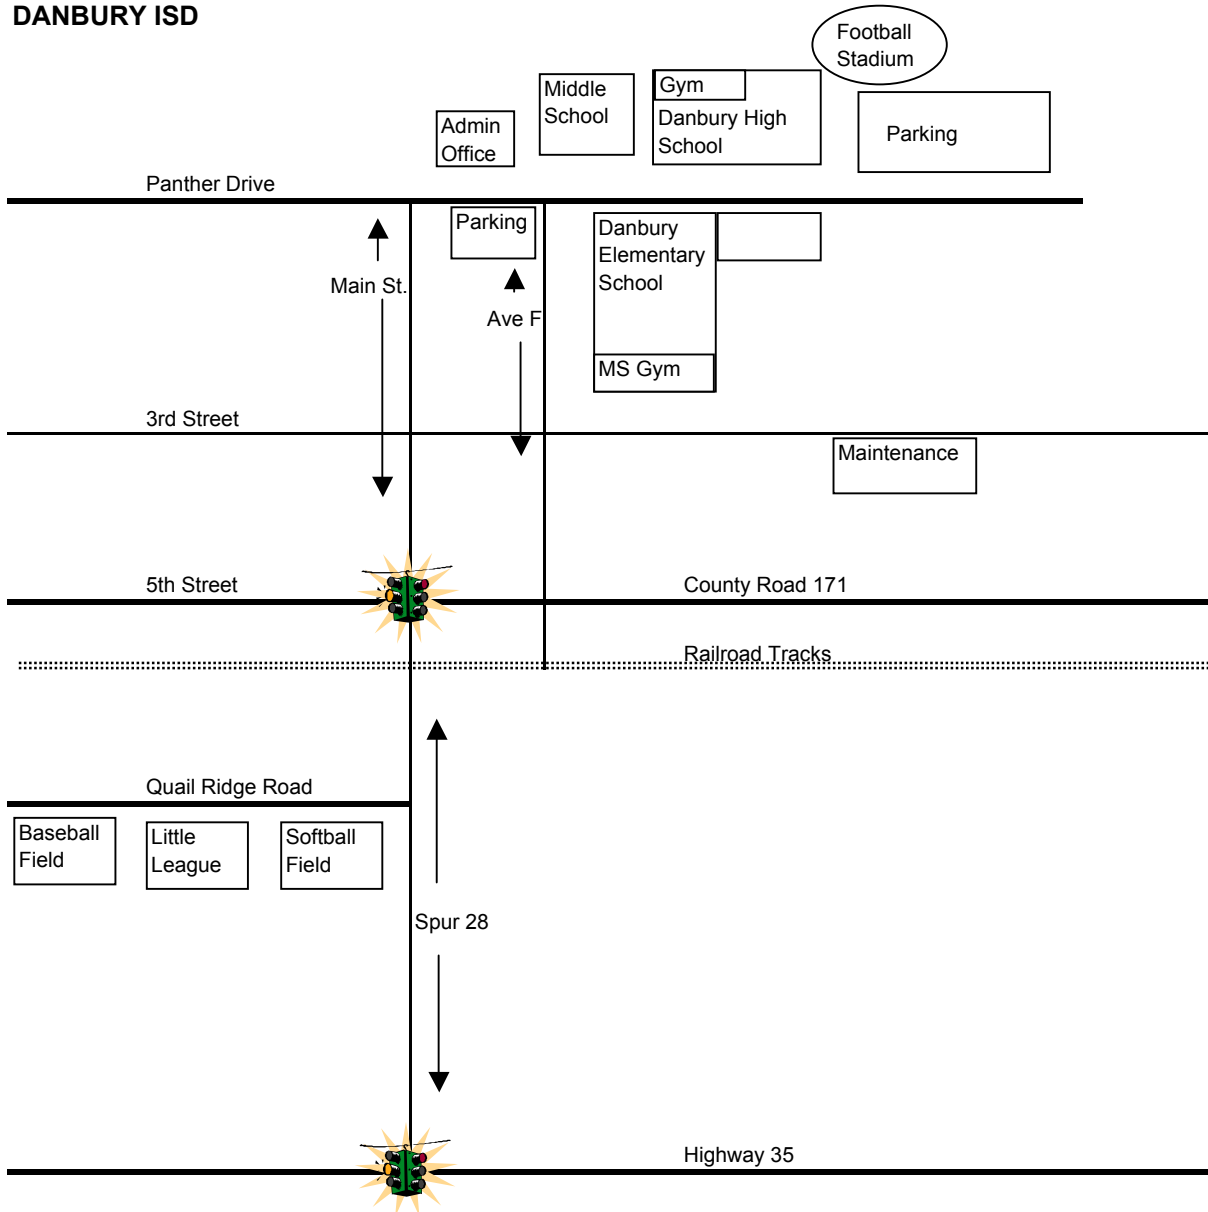 DANBURY ISD
Football
Stadium
Middle
School
Gym
Danbury High
School
Admin
Office
Parking
Panther Drive
Parking
Danbury
Elementary
School
Main St.
Ave F
MS Gym
3rd Street
Maintenance
5th Street
County Road 171
Railroad Tracks
Quail Ridge Road
Baseball
Field
Little
League
Softball
Field
Spur 28
Highway 35